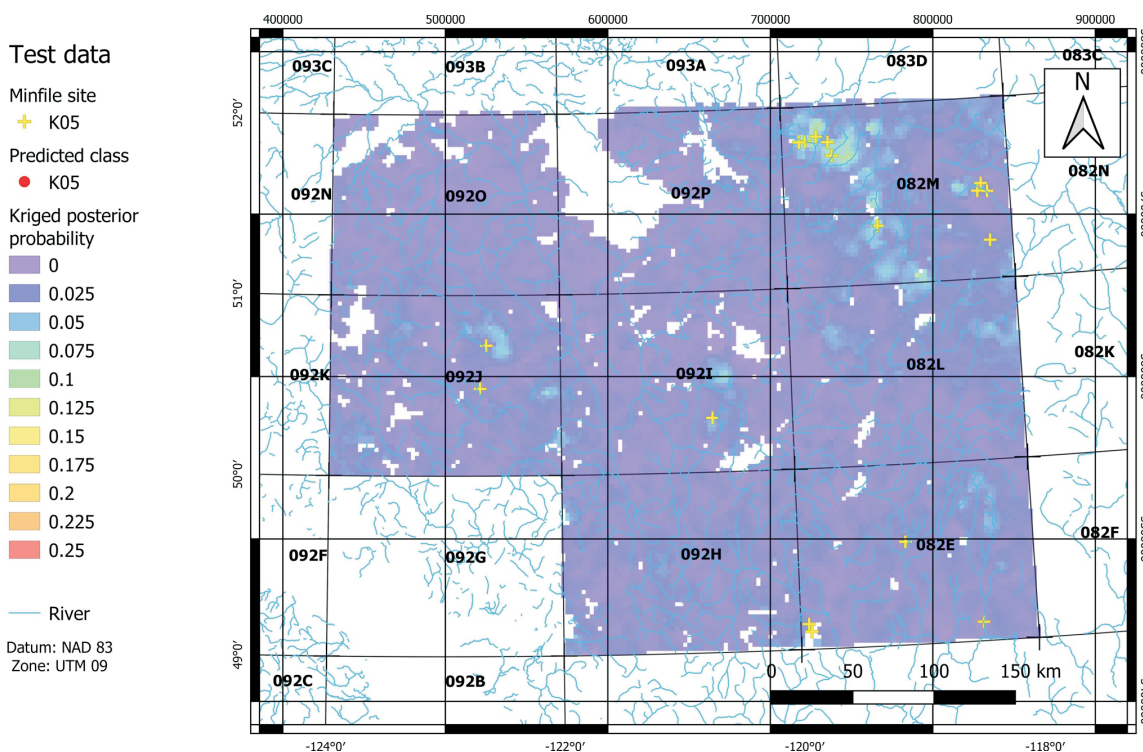 400000 500000 600000 700000 800000 900000
Test data
Minfile site
K05
Predicted class
K05
Kriged posterior
probability
0
0.025
0.05
0.075
0.1
0.125
0.15
0.175
0.2
0.225
0.25
River
Datum: NAD 83
Zone: UTM 09
093C 093B 093A 083D 083C
N
52°0'
092N 092O 092P 082M 082N
51°0'
092K 092J 092I 082L 082K
50°0'
092F 092G 092H 082E 082F
49°0'
092C 092B
0 50 100 150 km
-124°0' -122°0' -120°0' -118°0'